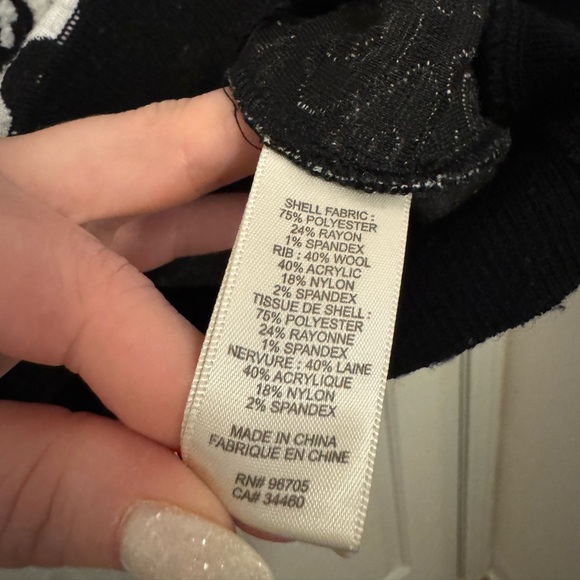 SHELL FABRIC :
75% POLYESTER
24% RAYON
1% SPANDEX
RIB : 40% WOOL
40% ACRYLIC
18% NYLON
2% SPANDEX
TISSUE DE SHELL :
75% POLYESTER
24% RAYONNE
1% SPANDEX
NERVURE : 40% LAINE
40% ACRYLIQUE
18% NYLON
2% SPANDEX
MADE IN CHINA
FABRIQUE EN CHINE
RN# 96705
CA# 34460